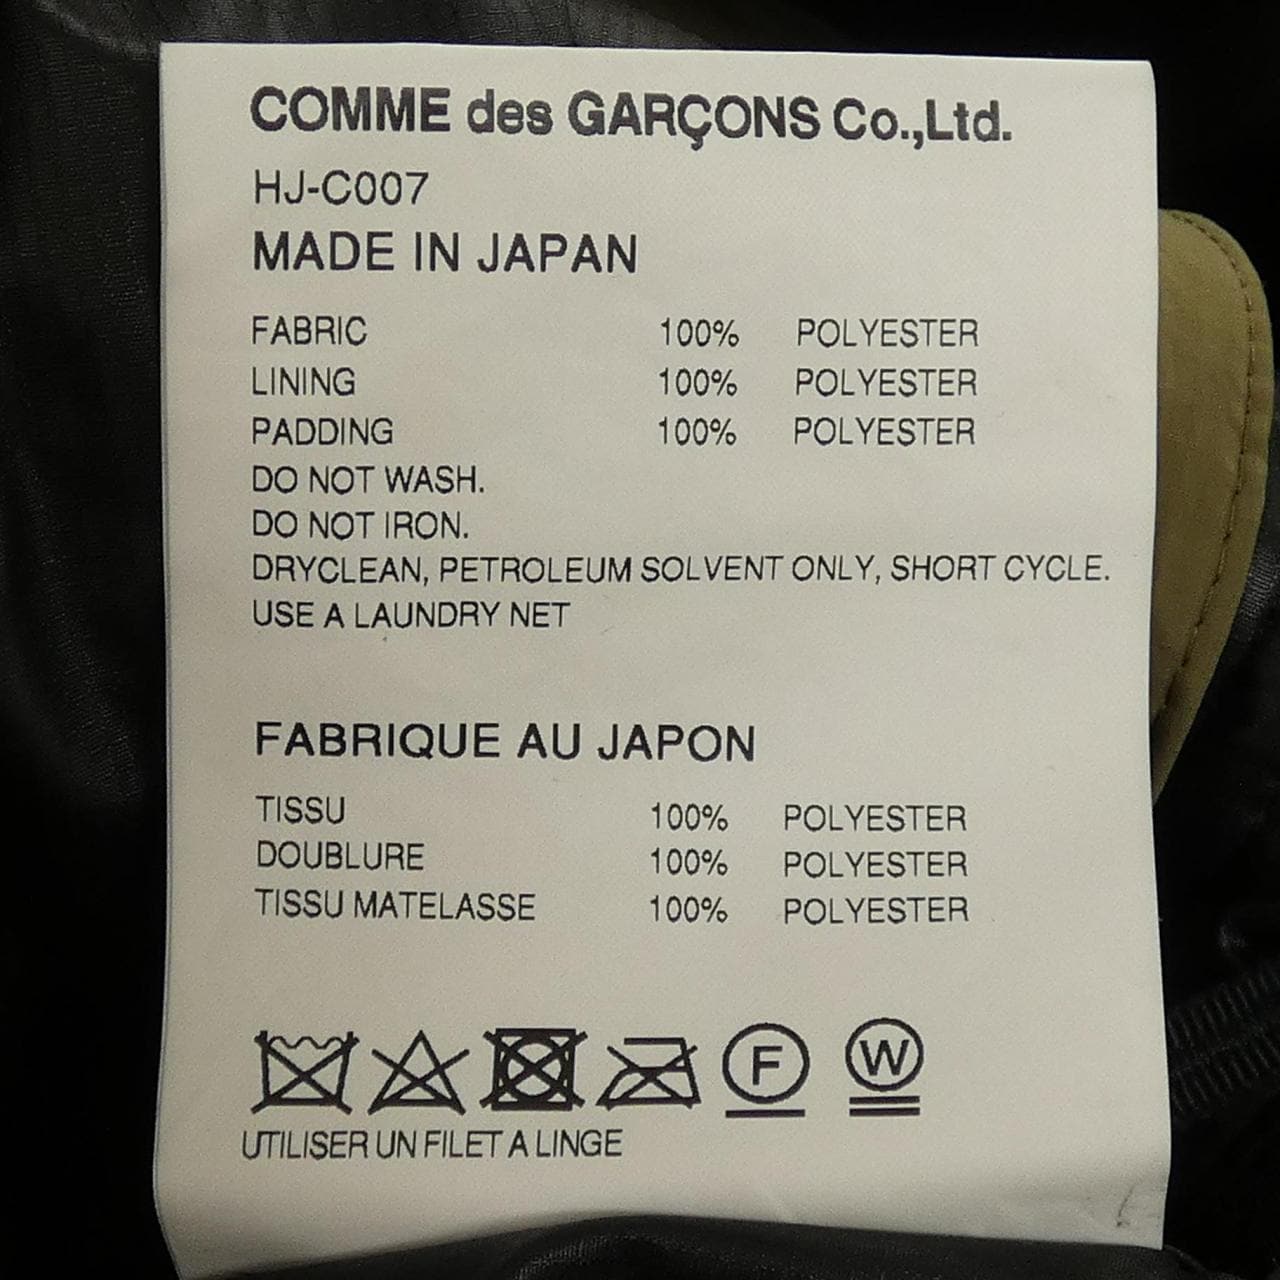 COMME des GARÇONS Co.,Ltd.
HJ-C007
MADE IN JAPAN
FABRIC 100% POLYESTER
LINING 100% POLYESTER
PADDING 100% POLYESTER
DO NOT WASH.
DO NOT IRON.
DRYCLEAN, PETROLEUM SOLVENT ONLY, SHORT CYCLE.
USE A LAUNDRY NET
FABRIQUE AU JAPON
TISSU 100% POLYESTER
DOUBLURE 100% POLYESTER
TISSU MATELASSE 100% POLYESTER
F W
UTILISER UN FILET A LINGE